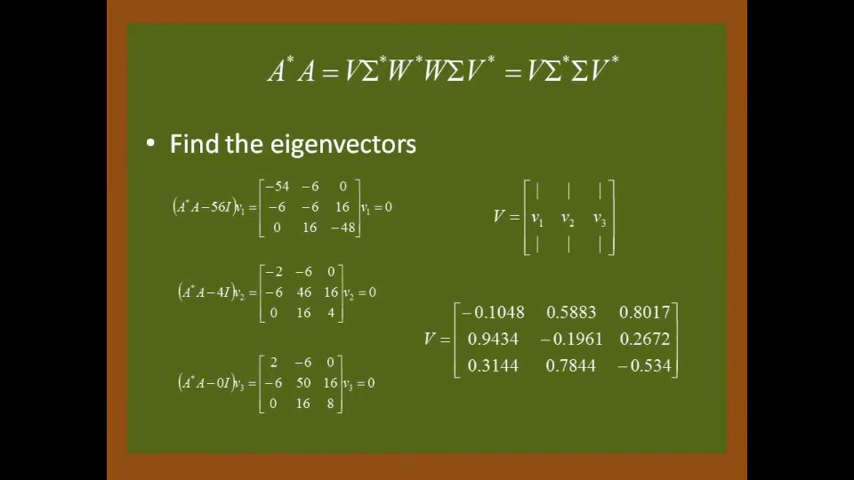 A*A = VΣ*W*WΣV* = VΣ*ΣV*
• Find the eigenvectors
(A*A−56I)v₁ = [−54 −6 0
−6 −6 16
0 16 −48] v₁ = 0
(A*A−4I)v₂ = [−2 −6 0
−6 46 16
0 16 4] v₂ = 0
(A*A−0I)v₃ = [2 −6 0
−6 50 16
0 16 8] v₃ = 0
V = [| | |
v₁ v₂ v₃
| | |]
V = [−0.1048 0.5883 0.8017
0.9434 −0.1961 0.2672
0.3144 0.7844 −0.534]